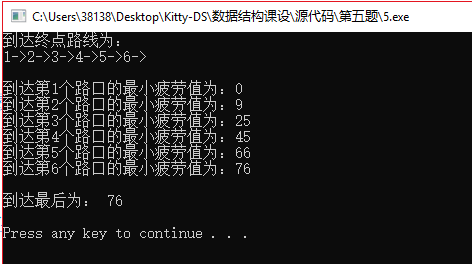 C:\Users\38138\Desktop\Kitty-DS\数据结构课设\源代码\第五题\5.exe
到达终点路线为：
1->2->3->4->5->6->
到达第1个路口的最小疲劳值为：0
到达第2个路口的最小疲劳值为：9
到达第3个路口的最小疲劳值为：25
到达第4个路口的最小疲劳值为：45
到达第5个路口的最小疲劳值为：66
到达第6个路口的最小疲劳值为：76
到达最后为： 76
Press any key to continue . . .